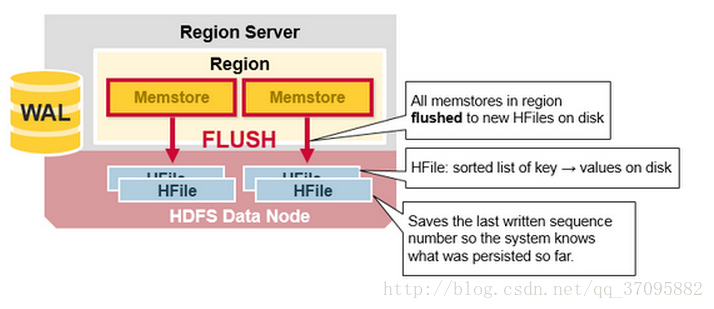 Region Server
Region
WAL
Memstore
Memstore
FLUSH
All memstores in region
flushed to new HFiles on disk
HFile
HFile
HFile: sorted list of key → values on disk
HFile
HFile
HDFS Data Node
Saves the last written sequence
number so the system knows
what was persisted so far.
http://blog.csdn.net/qq_37095882